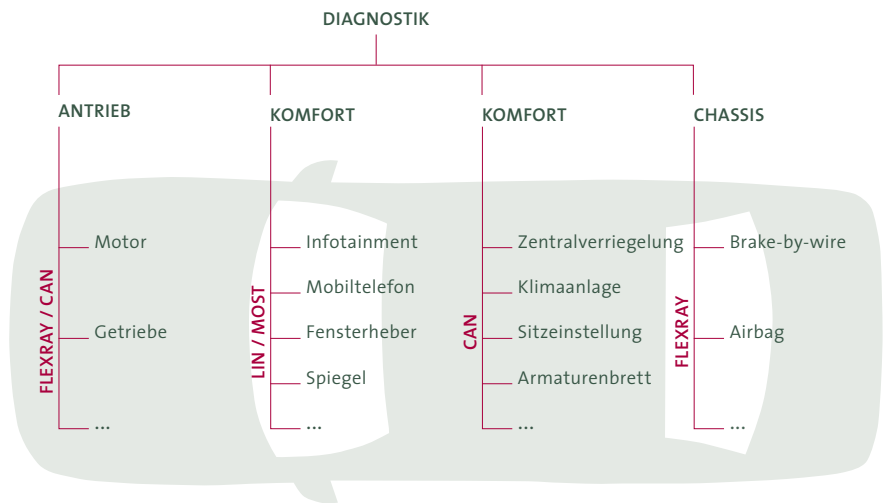 DIAGNOSTIK
ANTRIEB
KOMFORT
KOMFORT
CHASSIS
FLEXRAY / CAN
Motor
Getriebe
...
LIN / MOST
Infotainment
Mobiltelefon
Fensterheber
Spiegel
...
CAN
Zentralverriegelung
Klimaanlage
Sitzeinstellung
Armaturenbrett
...
FLEXRAY
Brake-by-wire
Airbag
...